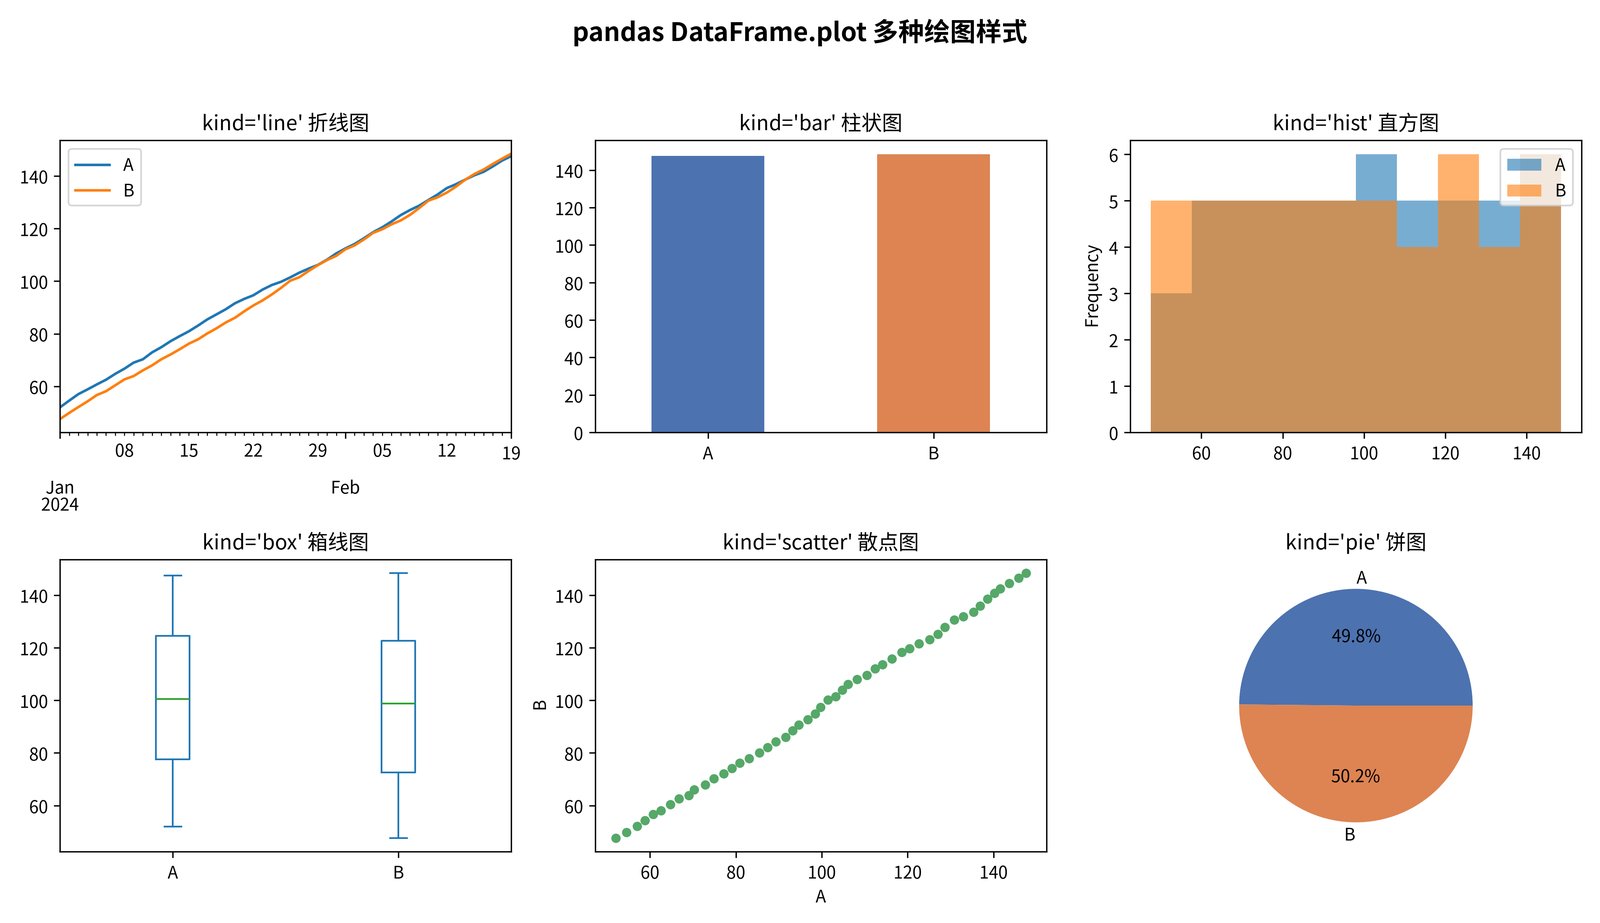 pandas DataFrame.plot 多种绘图样式
kind='line' 折线图
A
B
140
120
100
80
60
08 15 22 29 05 12 19
Jan Feb
2024
kind='bar' 柱状图
140
120
100
80
60
40
20
0
A B
kind='hist' 直方图
A
B
Frequency
6
5
4
3
2
1
0
60 80 100 120 140
kind='box' 箱线图
140
120
100
80
60
A B
kind='scatter' 散点图
B
140
120
100
80
60
60 80 100 120 140
A
kind='pie' 饼图
A
49.8%
50.2%
B